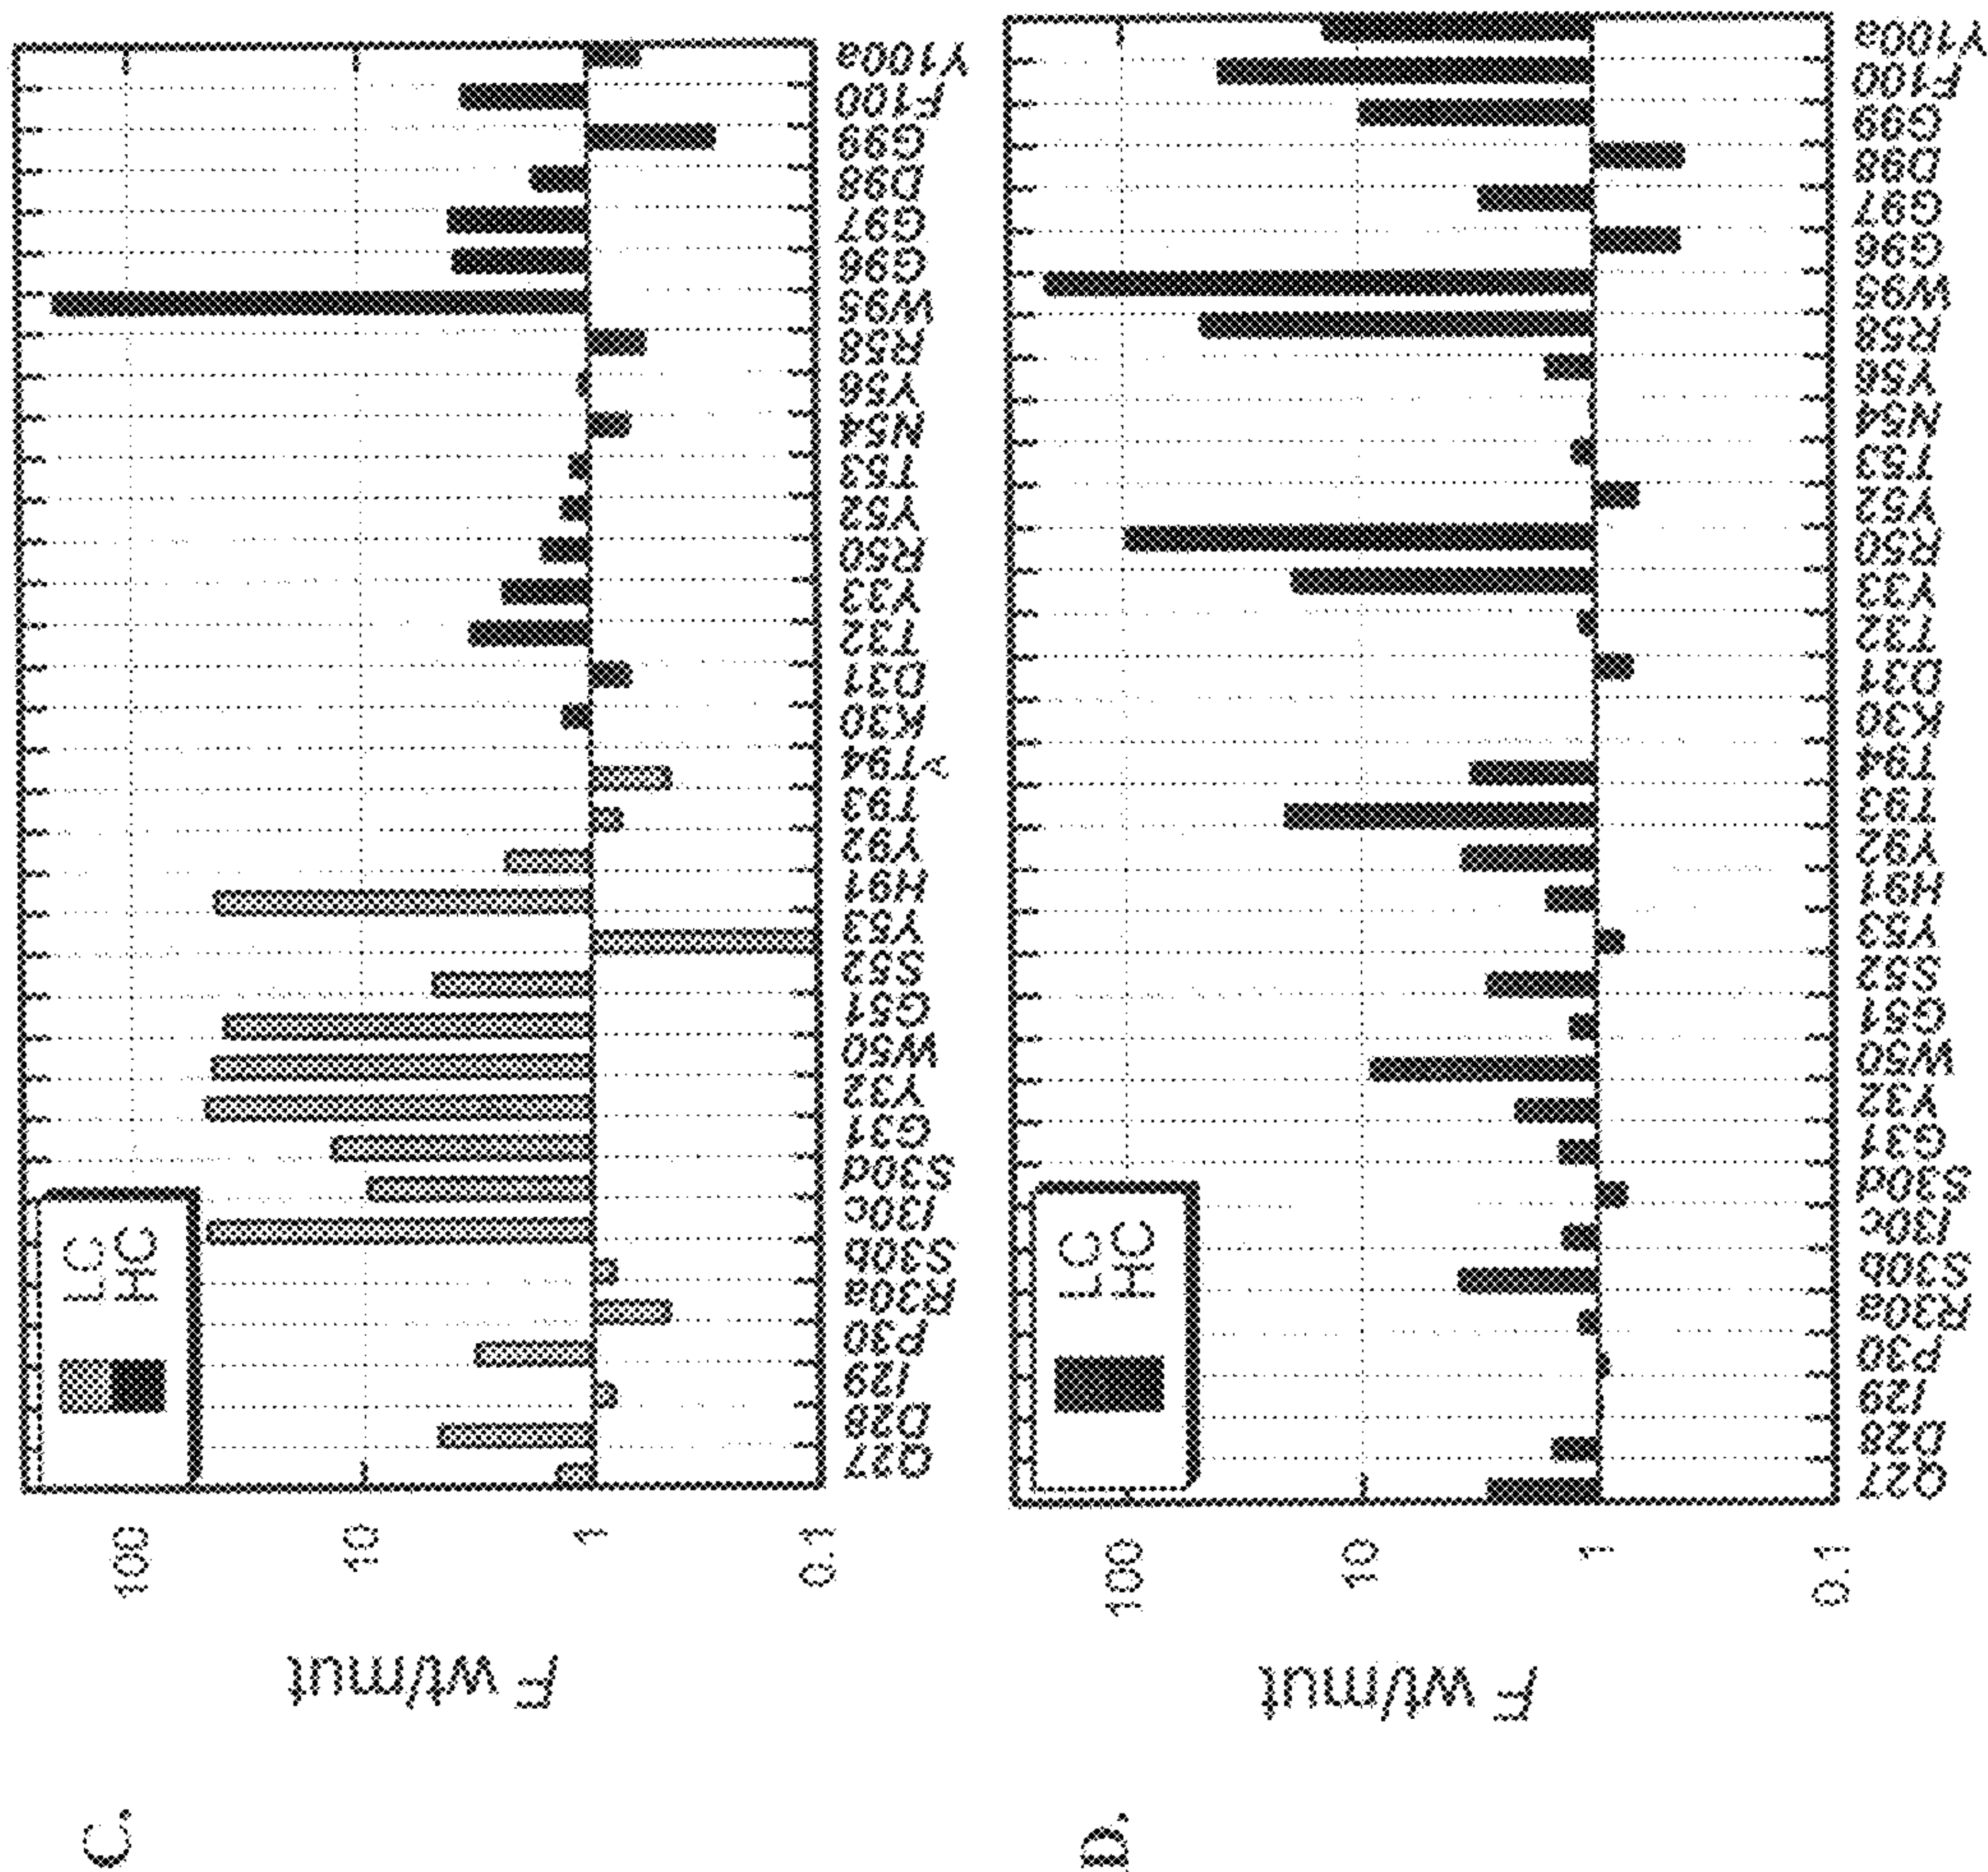 C.
F wt/mut
100
10
1
0.1
LC
HC
Q27
D28
I29
P30
R30a
S30b
I30c
S30d
G31
Y32
W50
G51
S52
Y53
H91
Y92
T93
T94
K30
D31
T32
Y33
R50
Y52
T53
N54
Y56
R58
W95
G96
G97
D98
G99
F100
Y100a
D.
F wt/mut
100
10
1
0.1
LC
HC
Q27
D28
I29
P30
R30a
S30b
I30c
S30d
G31
Y32
W50
G51
S52
Y53
H91
Y92
T93
T94
K30
D31
T32
Y33
R50
Y52
T53
N54
Y56
R58
W95
G96
G97
D98
G99
F100
Y100a